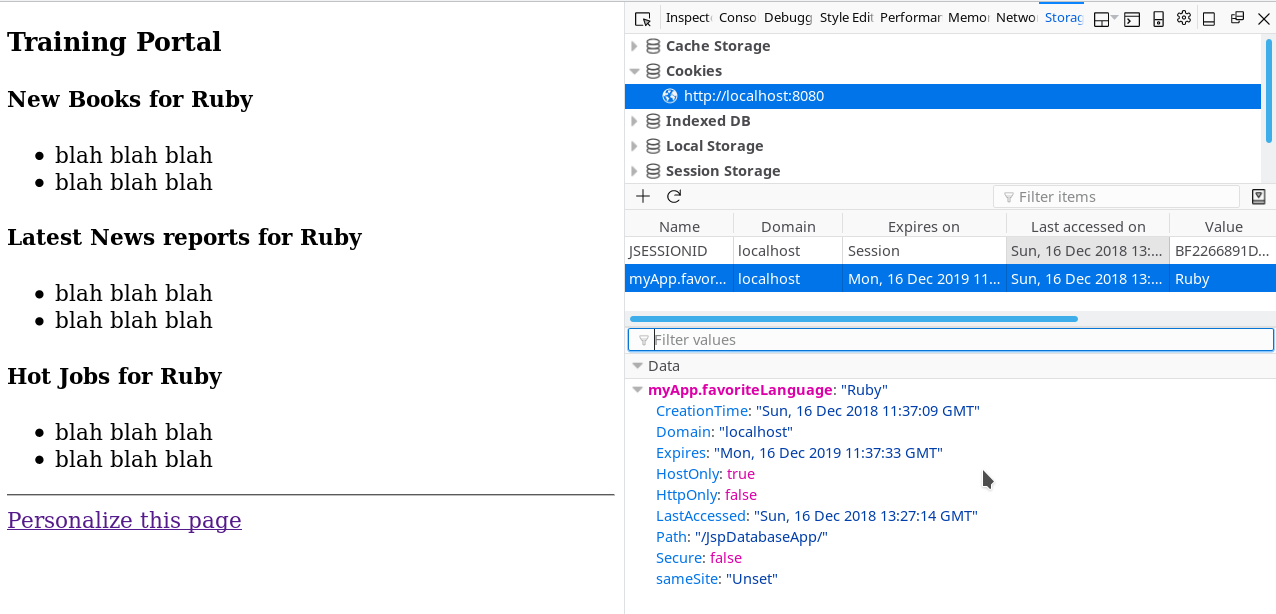 Training Portal
New Books for Ruby
• blah blah blah
• blah blah blah
Latest News reports for Ruby
• blah blah blah
• blah blah blah
Hot Jobs for Ruby
• blah blah blah
• blah blah blah
Personalize this page
Inspect Conso Debugg Style Edit Performan Memo Netwo Storag
Cache Storage
Cookies
http://localhost:8080
Indexed DB
Local Storage
Session Storage
Filter items
Name Domain Expires on Last accessed on Value
JSESSIONID localhost Session Sun, 16 Dec 2018 13:... BF2266891D...
myApp.favor... localhost Mon, 16 Dec 2019 11... Sun, 16 Dec 2018 13:... Ruby
Filter values
Data
myApp.favoriteLanguage: "Ruby"
CreationTime: "Sun, 16 Dec 2018 11:37:09 GMT"
Domain: "localhost"
Expires: "Mon, 16 Dec 2019 11:37:33 GMT"
HostOnly: true
HttpOnly: false
LastAccessed: "Sun, 16 Dec 2018 13:27:14 GMT"
Path: "/JspDatabaseApp/"
Secure: false
sameSite: "Unset"